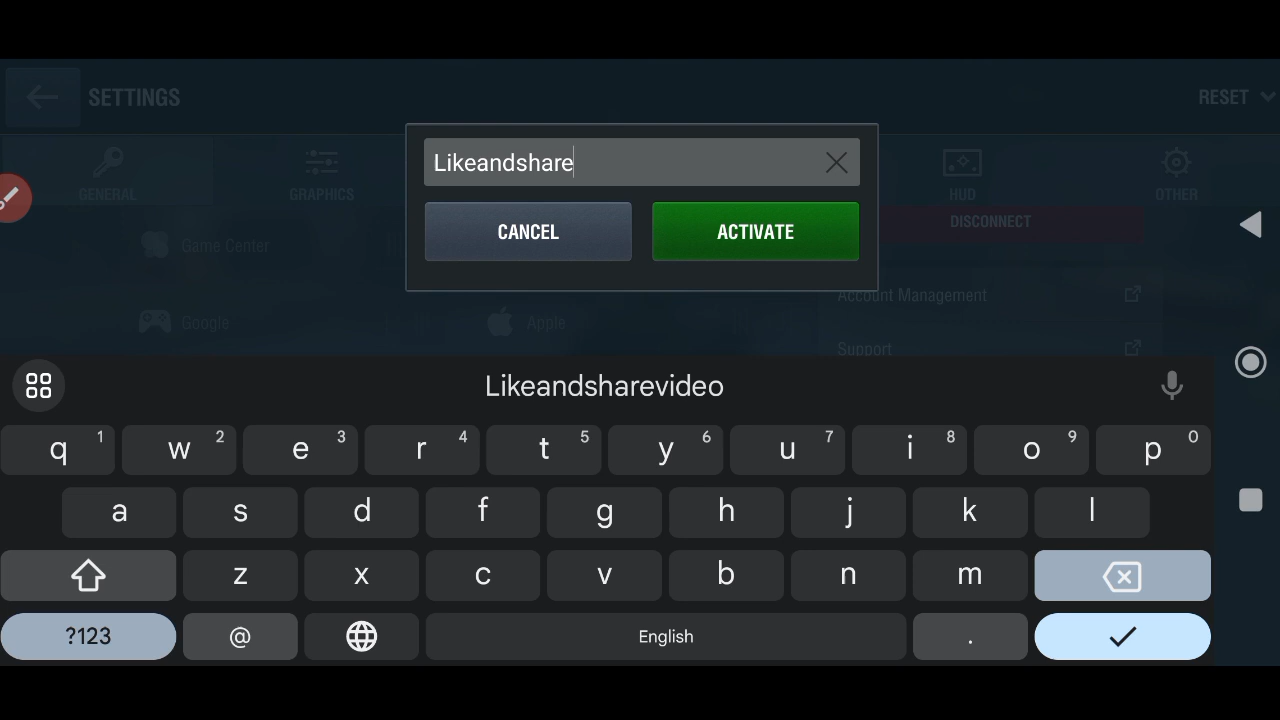 SETTINGS
RESET
Likeandshare
CANCEL
ACTIVATE
GENERAL
GRAPHICS
HUD
OTHER
DISCONNECT
Game Center
Account Management
Google
Apple
Support
Likeandsharevideo
q 1 w 2 e 3 r 4 t 5 y 6 u 7 i 8 o 9 p 0
a s d f g h j k l
z x c v b n m
?123 @ English .